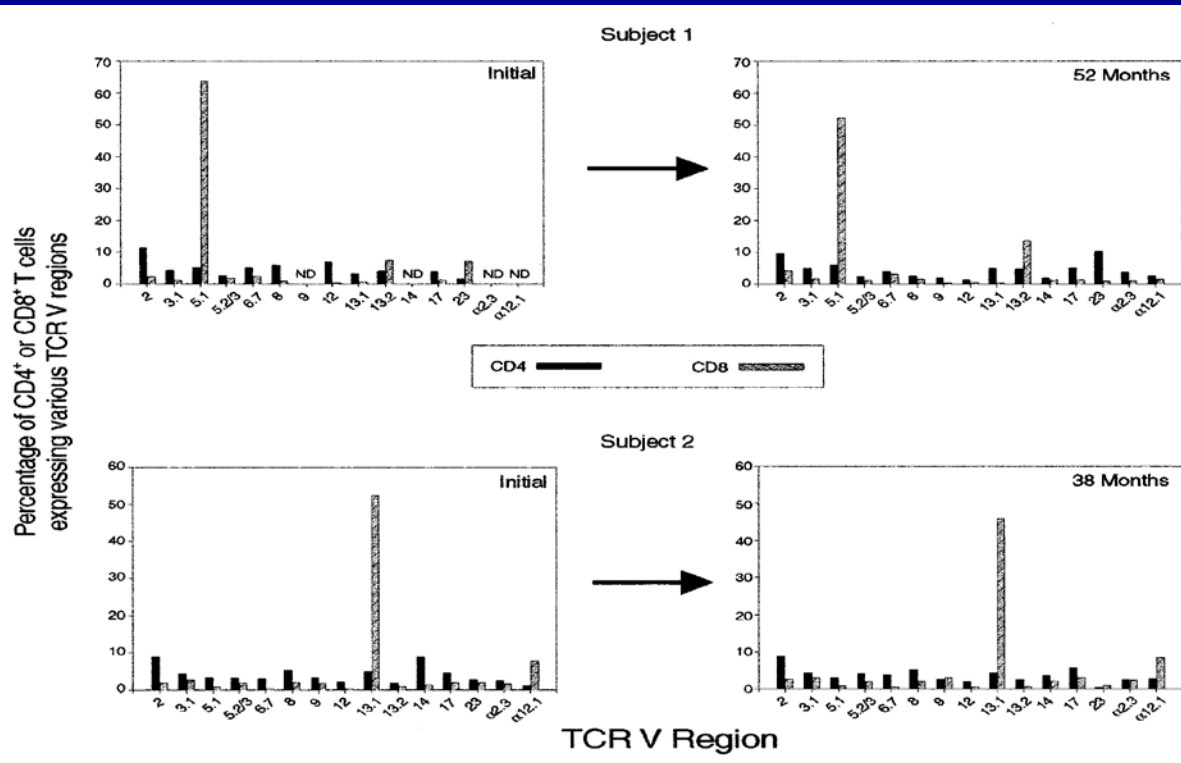 Subject 1
Initial
70
60
50
40
30
20
10
0
ND ND ND ND
2 3.1 5.1 5.2/3 6.7 8 9 12 13.1 13.2 14 17 23 α2.3 α12.1
52 Months
70
60
50
40
30
20
10
0
2 3.1 5.1 5.2/3 6.7 8 9 12 13.1 13.2 14 17 23 α2.3 α12.1
Percentage of CD4⁺ or CD8⁺ T cells
expressing various TCR V regions
CD4 CD8
Subject 2
Initial
60
50
40
30
20
10
0
2 3.1 5.1 5.2/3 6.7 8 9 12 13.1 13.2 14 17 23 α2.3 α12.1
38 Months
60
50
40
30
20
10
0
2 3.1 5.1 5.2/3 6.7 8 9 12 13.1 13.2 14 17 23 α2.3 α12.1
TCR V Region